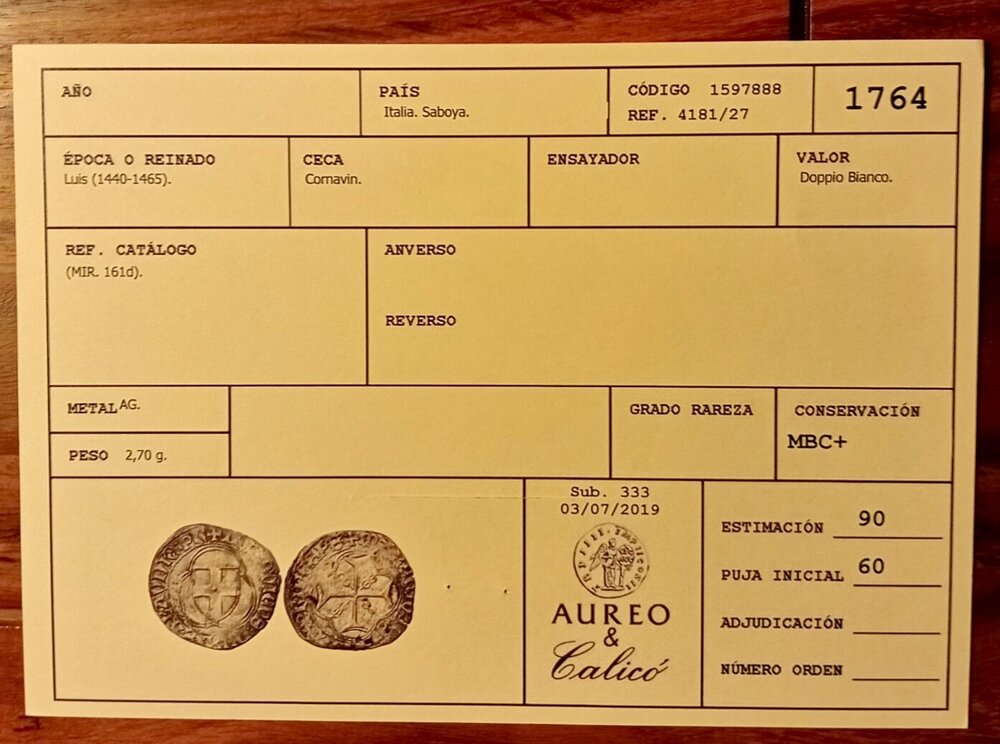 AÑO
PAÍS
Italia. Saboya.
CÓDIGO 1597888
REF. 4181/27
1764
ÉPOCA O REINADO
Luis (1440-1465).
CECA
Cornavin.
ENSAYADOR
VALOR
Doppio Bianco.
REF. CATÁLOGO
(MIR. 161d).
ANVERSO
REVERSO
METAL AG.
PESO 2,70 g.
GRADO RAREZA
CONSERVACIÓN
MBC+
Sub. 333
03/07/2019
AUREO
&
Calicó
ESTIMACIÓN 90
PUJA INICIAL 60
ADJUDICACIÓN
NÚMERO ORDEN